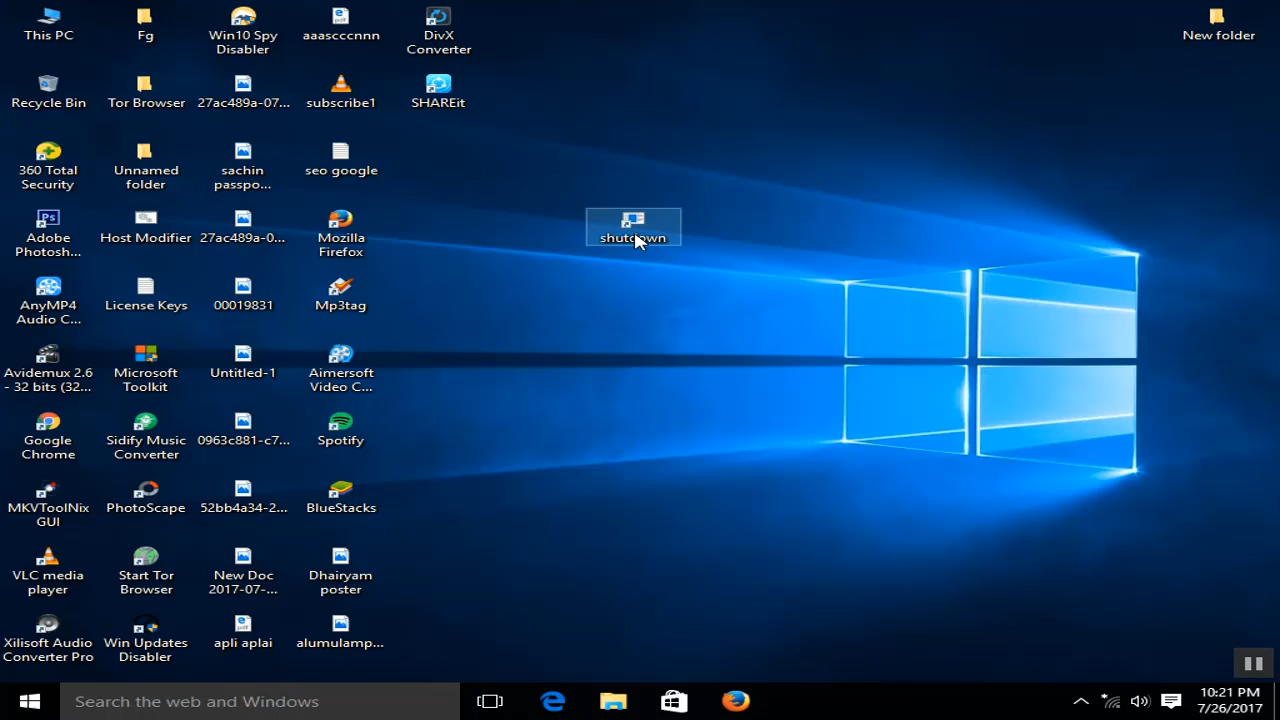 This PC
Recycle Bin
360 Total
Security
Adobe
Photosh...
AnyMP4
Audio C...
Avidemux 2.6
- 32 bits (32...
Google
Chrome
MKVToolNix
GUI
VLC media
player
Xilisoft Audio
Converter Pro
Fg
Tor Browser
Unnamed
folder
Host Modifier
License Keys
Microsoft
Toolkit
Sidify Music
Converter
PhotoScape
Start Tor
Browser
Win Updates
Disabler
Win10 Spy
Disabler
27ac489a-07...
sachin
passpo...
27ac489a-0...
00019831
Untitled-1
0963c881-c7...
52bb4a34-2...
New Doc
2017-07-...
apli aplai
aaascccnnn
subscribe1
seo google
Mozilla
Firefox
Mp3tag
Aimersoft
Video C...
Spotify
BlueStacks
Dhairyam
poster
alumulamp...
DivX
Converter
SHAREit
shutdown
New folder
Search the web and Windows
10:21 PM
7/26/2017